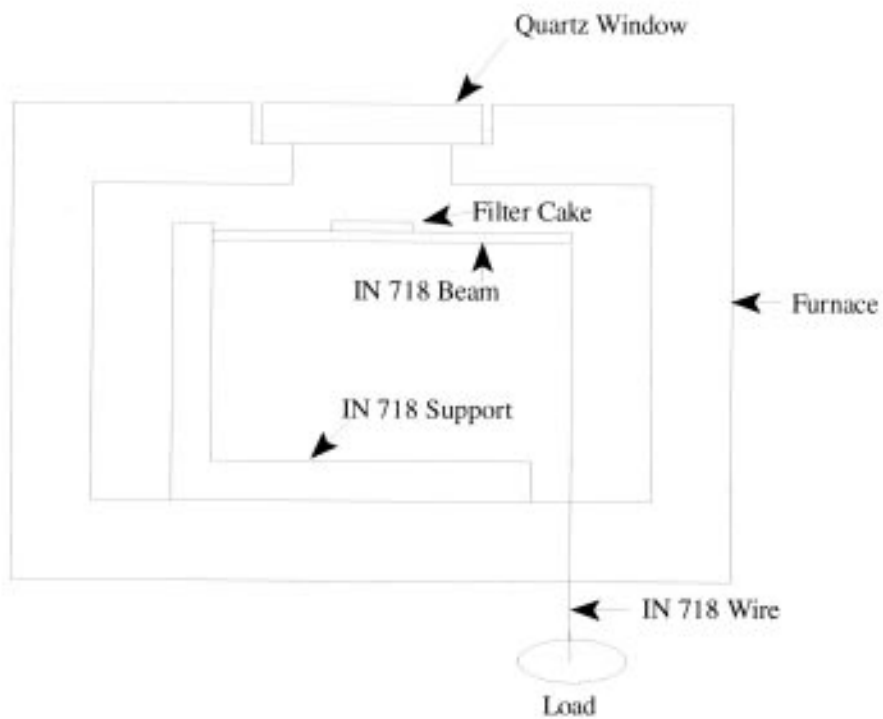 Quartz Window
Filter Cake
IN 718 Beam
Furnace
IN 718 Support
IN 718 Wire
Load